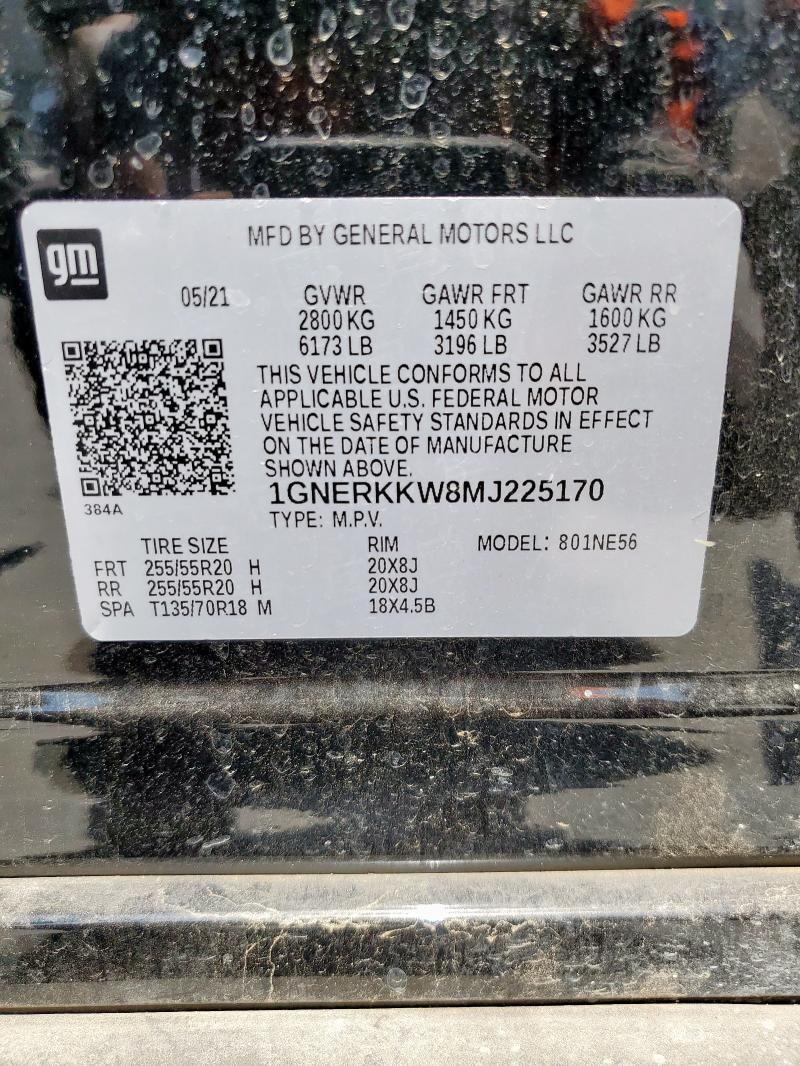 MFD BY GENERAL MOTORS LLC
gm
05/21 GVWR GAWR FRT GAWR RR
2800 KG 1450 KG 1600 KG
6173 LB 3196 LB 3527 LB
THIS VEHICLE CONFORMS TO ALL
APPLICABLE U.S. FEDERAL MOTOR
VEHICLE SAFETY STANDARDS IN EFFECT
ON THE DATE OF MANUFACTURE
SHOWN ABOVE.
1GNERKKW8MJ225170
384A
TYPE: M.P.V.
TIRE SIZE RIM MODEL: 801NE56
FRT 255/55R20 H 20X8J
RR 255/55R20 H 20X8J
SPA T135/70R18 M 18X4.5B